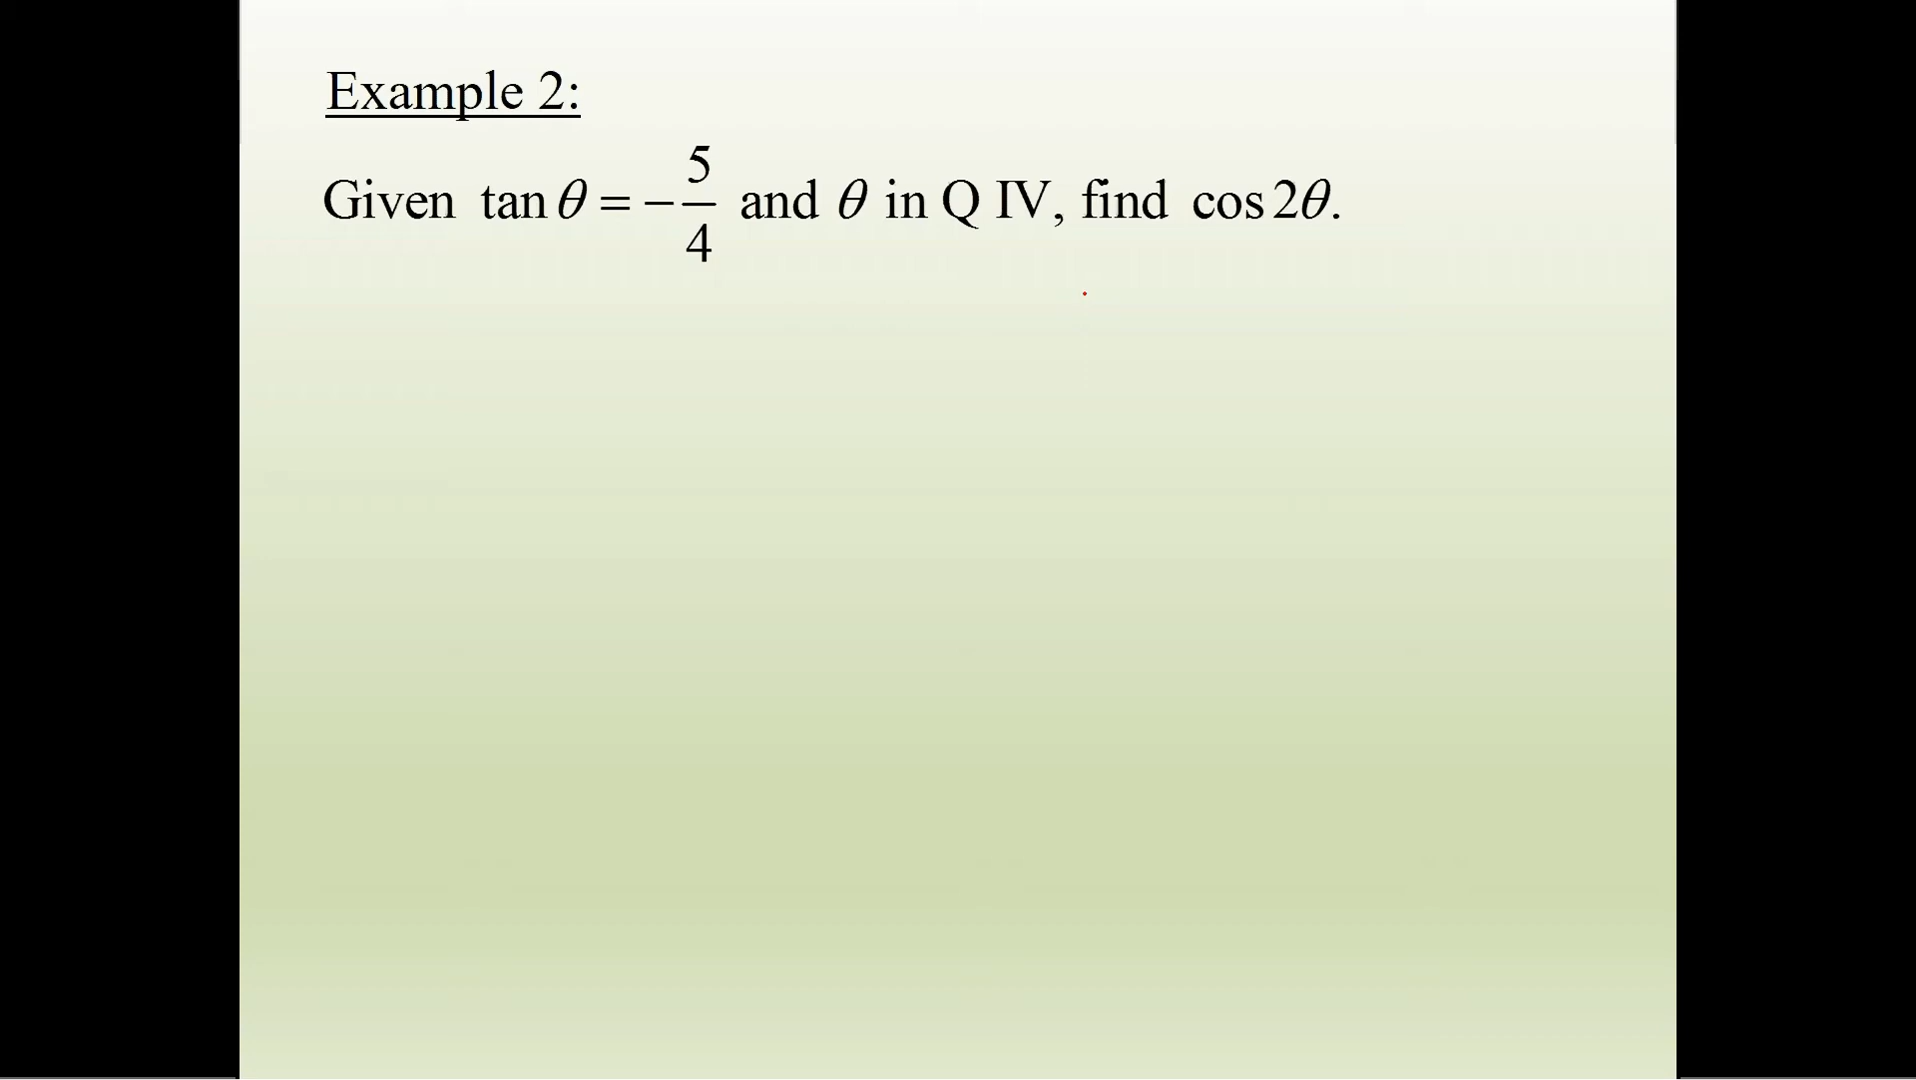 Example 2:
Given tan θ = −5/4 and θ in Q IV, find cos 2θ.